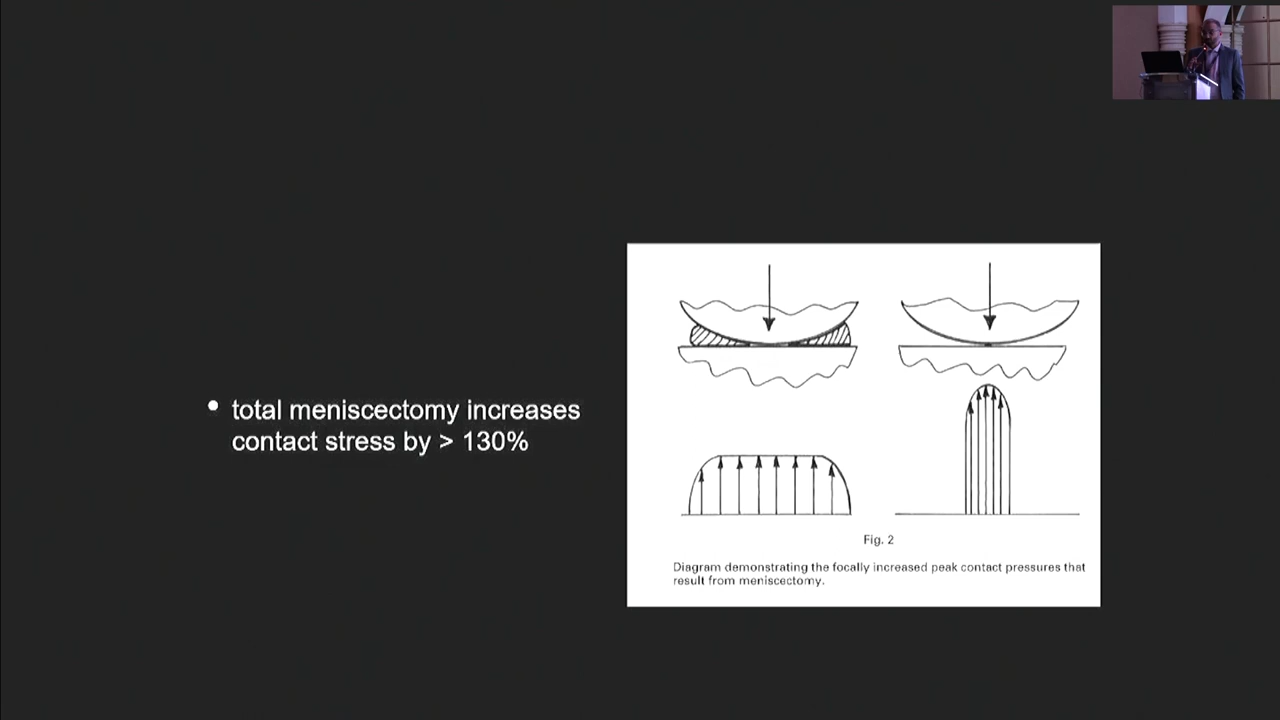 • total meniscectomy increases
contact stress by > 130%
Fig. 2
Diagram demonstrating the focally increased peak contact pressures that
result from meniscectomy.